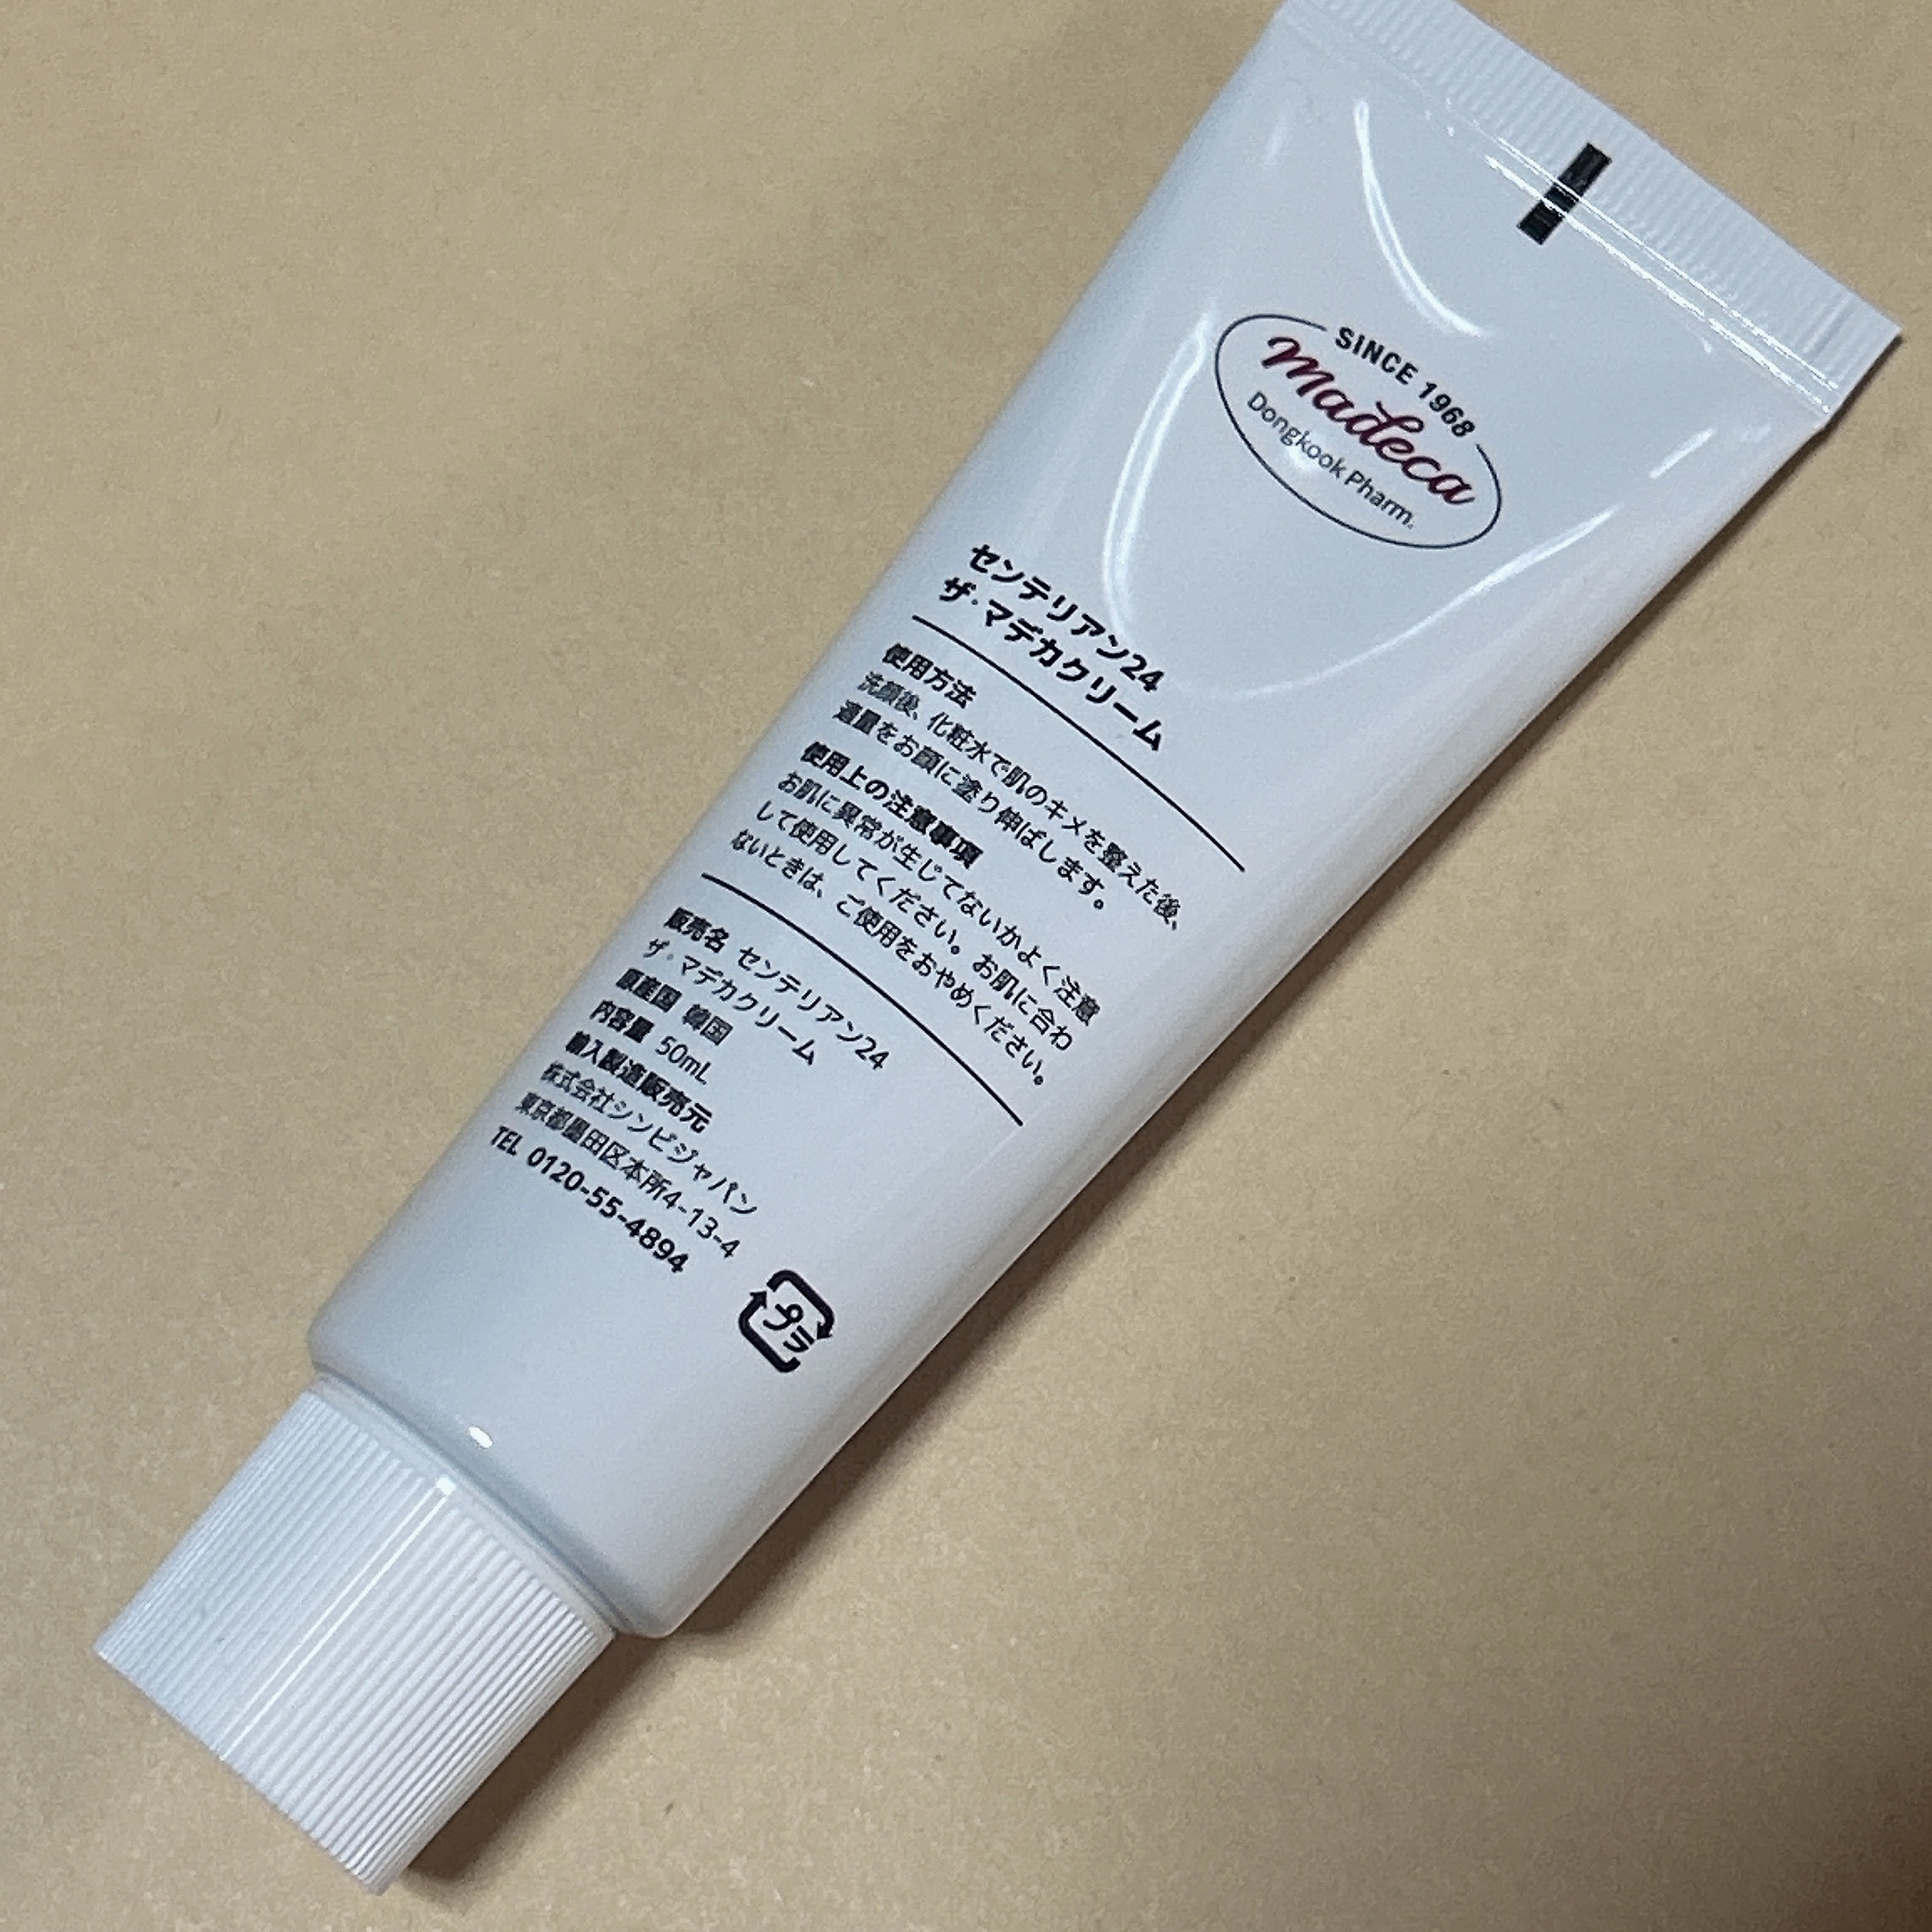 SINCE 1968
madeca
Dongkook Pharm.
センテリアン24
ザ・マデカクリーム
使用方法
洗顔後、化粧水で肌のキメを整えた後、
適量をお顔に塗り伸ばします。
使用上の注意事項
お肌に異常が生じてないかよく注意
して使用してください。お肌に合わ
ないときは、ご使用をおやめください。
販売名 センテリアン24
ザ・マデカクリーム
原産国 韓国
内容量 50mL
輸入製造販売元
株式会社シンビジャパン
東京都墨田区本所4-13-4
TEL 0120-55-4894
プラ